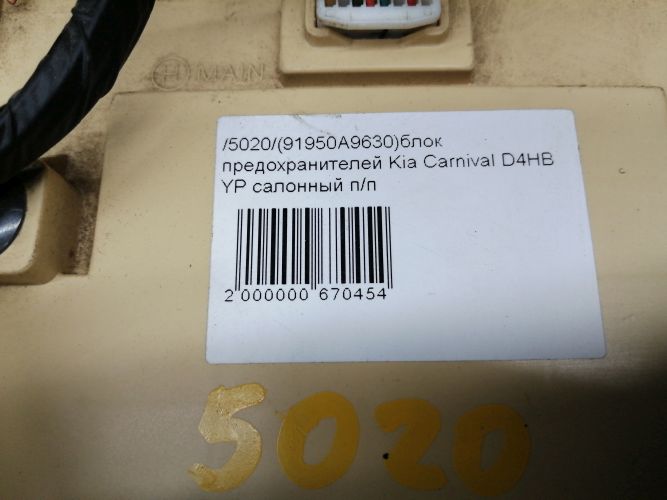 H MAIN
/5020/(91950A9630)блок
предохранителей Kia Carnival D4HB
YP салонный п/п
2 000000 670454
5020